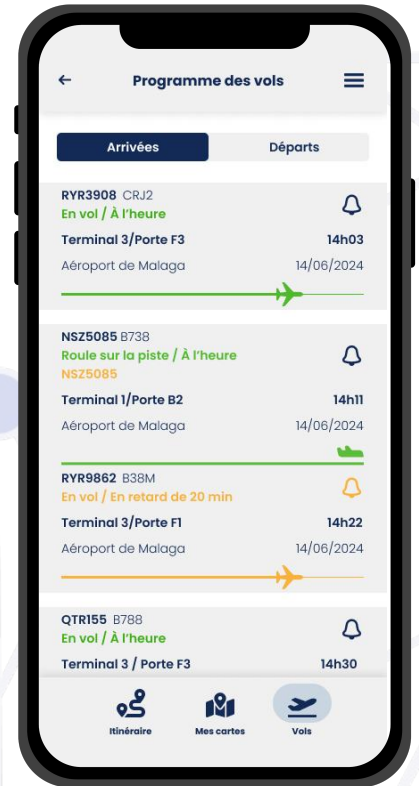 Programme des vols
Arrivées Départs
RYR3908 CRJ2
En vol / À l'heure
Terminal 3/Porte F3 14h03
Aéroport de Malaga 14/06/2024
NSZ5085 B738
Roule sur la piste / À l'heure
NSZ5085
Terminal 1/Porte B2 14h11
Aéroport de Malaga 14/06/2024
RYR9862 B38M
En vol / En retard de 20 min
Terminal 3/Porte F1 14h22
Aéroport de Malaga 14/06/2024
QTR155 B788
En vol / À l'heure
Terminal 3 / Porte F3 14h30
Itinéraire Mes cartes Vols